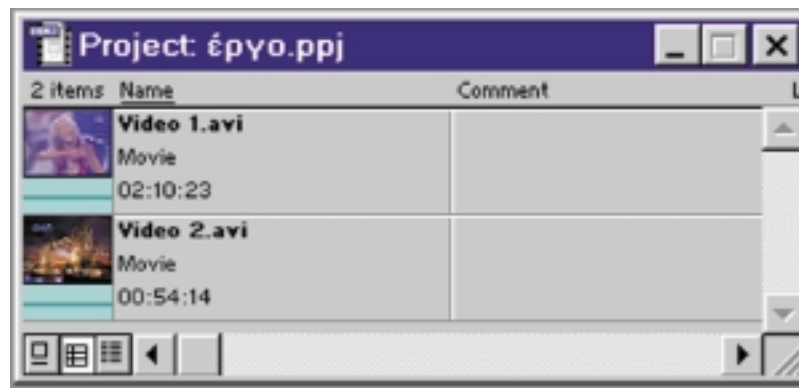 Project: έργο.ppj
2 items Name Comment L
Video 1.avi
Movie
02:10:23
Video 2.avi
Movie
00:54:14